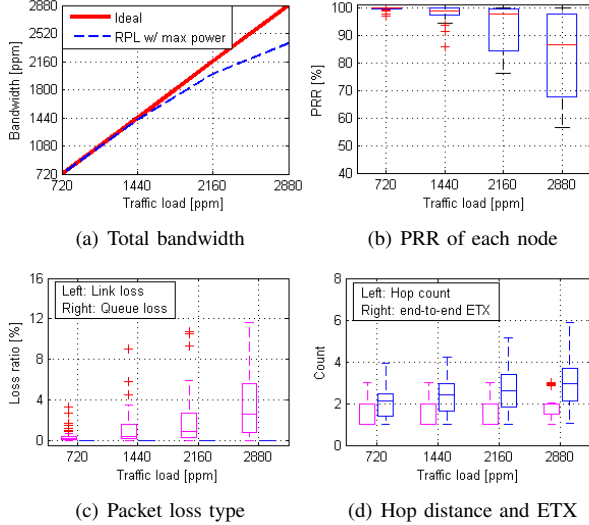 2880
2520
2160
1800
1440
1080
720
Bandwidth [ppm]
Ideal
RPL w/ max power
720 1440 2160 2880
Traffic load [ppm]
(a) Total bandwidth
100
90
80
70
60
50
40
PRR [%]
720 1440 2160 2880
Traffic load [ppm]
(b) PRR of each node
16
12
8
4
0
Loss ratio [%]
Left: Link loss
Right: Queue loss
720 1440 2160 2880
Traffic load [ppm]
(c) Packet loss type
8
6
4
2
0
Count
Left: Hop count
Right: end-to-end ETX
720 1440 2160 2880
Traffic load [ppm]
(d) Hop distance and ETX